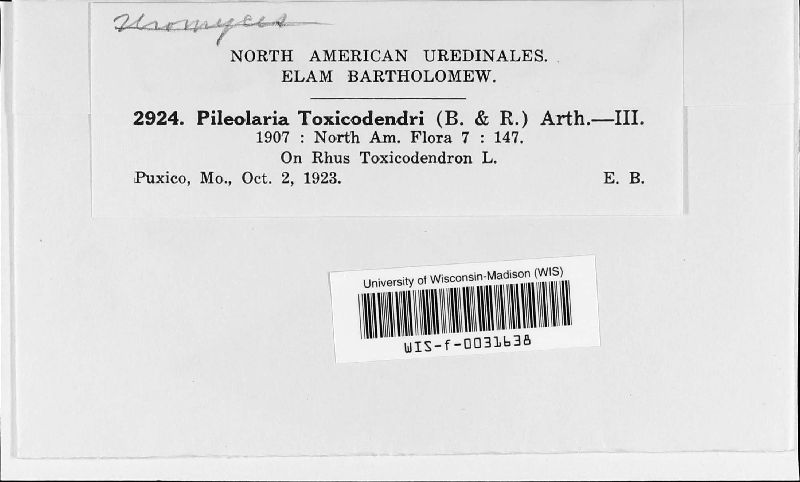 Uromyces
NORTH AMERICAN UREDINALES.
ELAM BARTHOLOMEW.
2924. Pileolaria Toxicodendri (B. & R.) Arth.—III.
1907 : North Am. Flora 7 : 147.
On Rhus Toxicodendron L.
Puxico, Mo., Oct. 2, 1923. E. B.
University of Wisconsin-Madison (WIS)
WIS-f-0031638